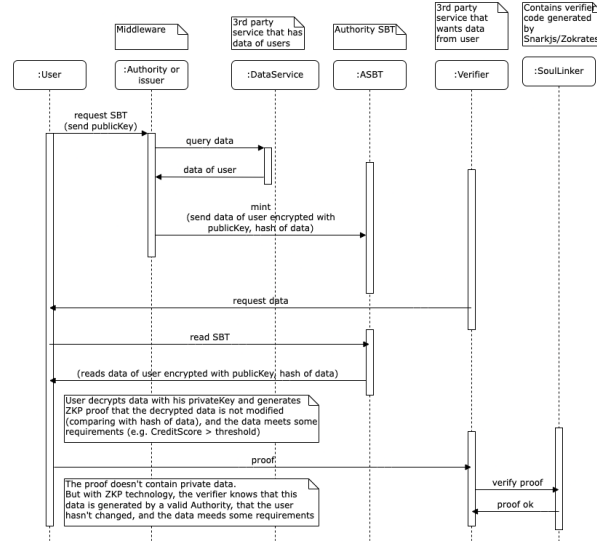 Middleware
3rd party
service that has
data of users
Authority SBT
3rd party
service that
wants data
from user
Contains verifier
code generated
by
Snarkjs/Zokrates
:User
:Authority or
issuer
:DataService
:ASBT
:Verifier
:SoulLinker
request SBT
(send publicKey)
query data
data of user
mint
(send data of user encrypted with
publicKey, hash of data)
request data
read SBT
(reads data of user encrypted with publicKey, hash of data)
User decrypts data with his privateKey and generates
ZKP proof that the decrypted data is not modified
(comparing with hash of data), and the data meets some
requirements (e.g. CreditScore > threshold)
proof
verify proof
proof ok
The proof doesn't contain private data.
But with ZKP technology, the verifier knows that this
data is generated by a valid Authority, that the user
hasn't changed, and the data meeds some requirements